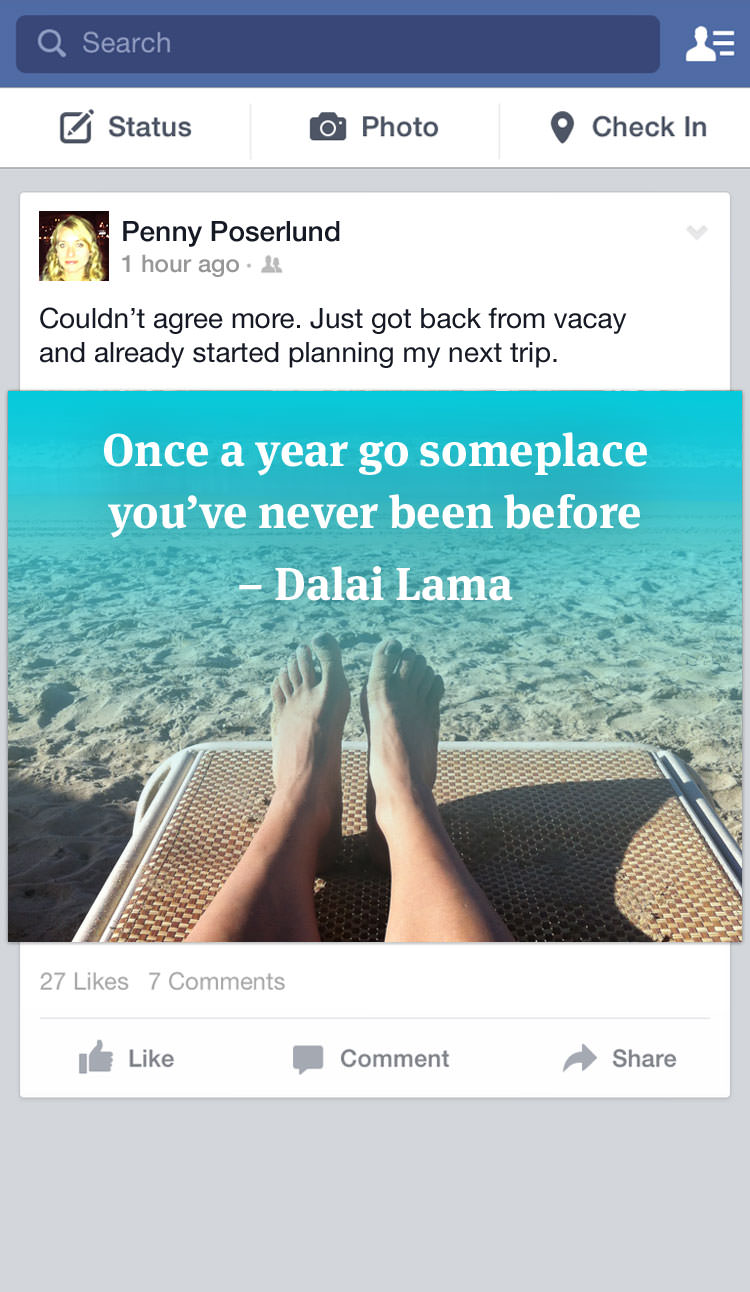 Search
Status
Photo
Check In
Penny Poserlund
1 hour ago ·
Couldn’t agree more. Just got back from vacay
and already started planning my next trip.
Once a year go someplace
you’ve never been before
– Dalai Lama
27 Likes 7 Comments
Like
Comment
Share